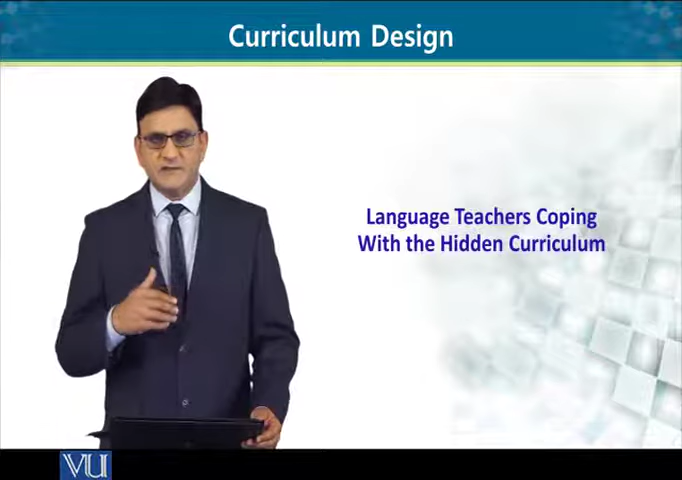 Curriculum Design
Language Teachers Coping
With the Hidden Curriculum
VU